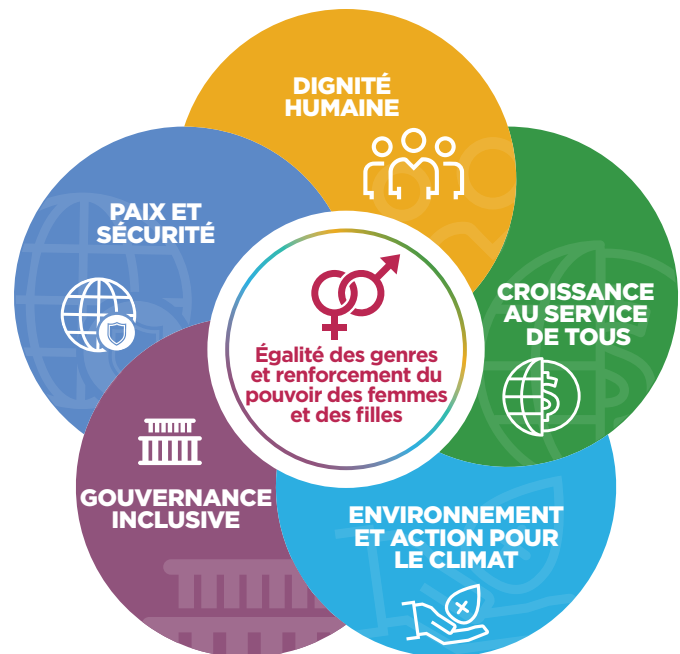 DIGNITÉ
HUMAINE
PAIX ET
SÉCURITÉ
CROISSANCE
AU SERVICE
DE TOUS
Égalité des genres
et renforcement du
pouvoir des femmes
et des filles
GOUVERNANCE
INCLUSIVE
ENVIRONNEMENT
ET ACTION POUR
LE CLIMAT